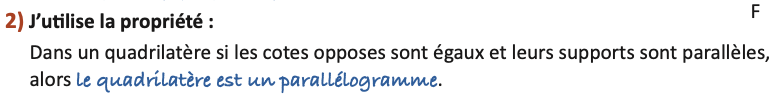 F
2) J'utilise la propriété :
Dans un quadrilatère si les cotes opposes sont égaux et leurs supports sont parallèles,
alors le quadrilatère est un parallélogramme.